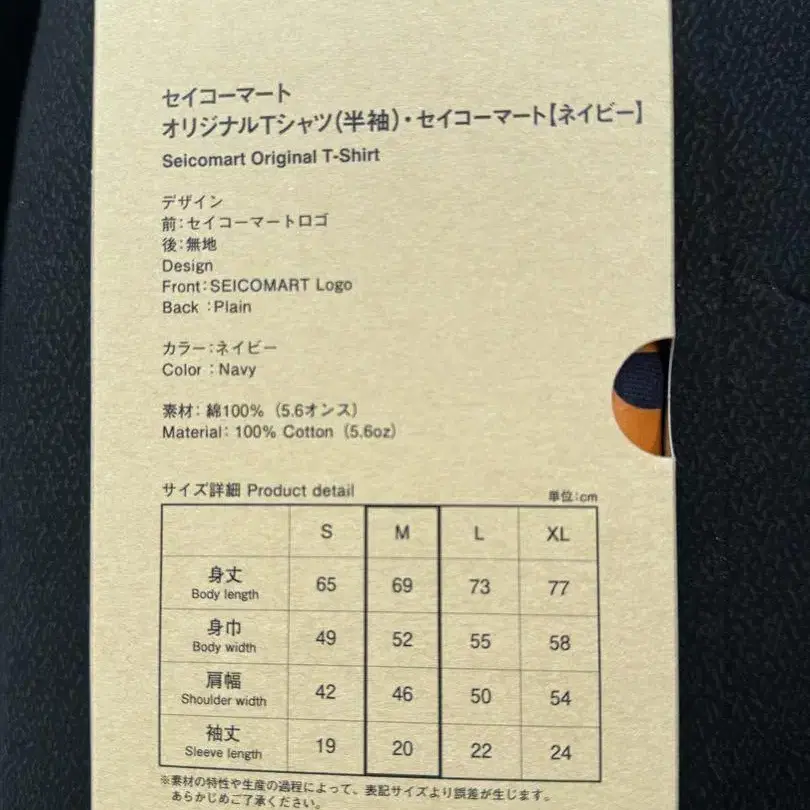 セイコーマート
オリジナルTシャツ(半袖)・セイコーマート【ネイビー】
Seicomart Original T-Shirt
デザイン
前:セイコーマートロゴ
後:無地
Design
Front:SEICOMART Logo
Back :Plain
カラー:ネイビー
Color :Navy
素材: 綿100% (5.6オンス)
Material: 100% Cotton (5.6oz)
サイズ詳細 Product detail 単位:cm
S M L XL
身丈
Body length 65 69 73 77
身巾
Body width 49 52 55 58
肩幅
Shoulder width 42 46 50 54
袖丈
Sleeve length 19 20 22 24
※素材の特性や生産の過程によって、表記サイズより誤差が生じます。
あらかじめご了承ください。